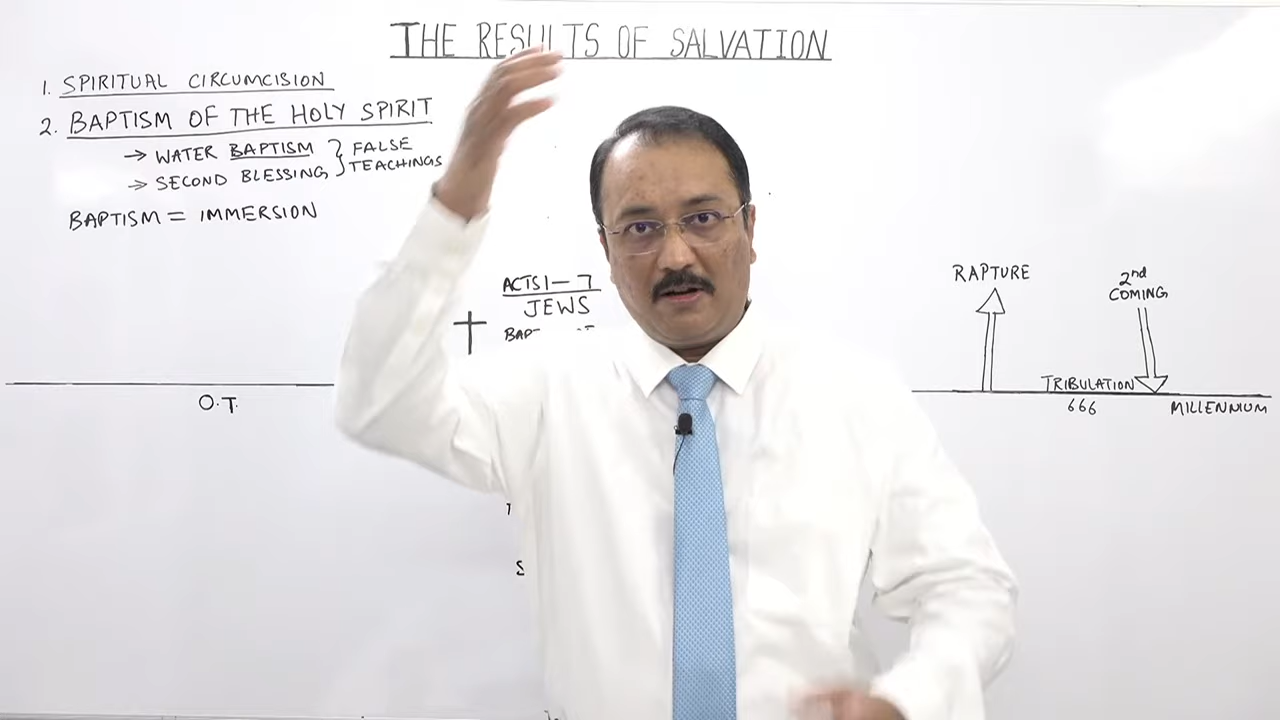 THE RESULTS OF SALVATION
1. SPIRITUAL CIRCUMCISION
2. BAPTISM OF THE HOLY SPIRIT
→ WATER BAPTISM } FALSE
→ SECOND BLESSING TEACHINGS
BAPTISM = IMMERSION
ACTS 1 – 7
JEWS
RAPTURE
2nd
COMING
TRIBULATION
O.T.
666
MILLENNIUM